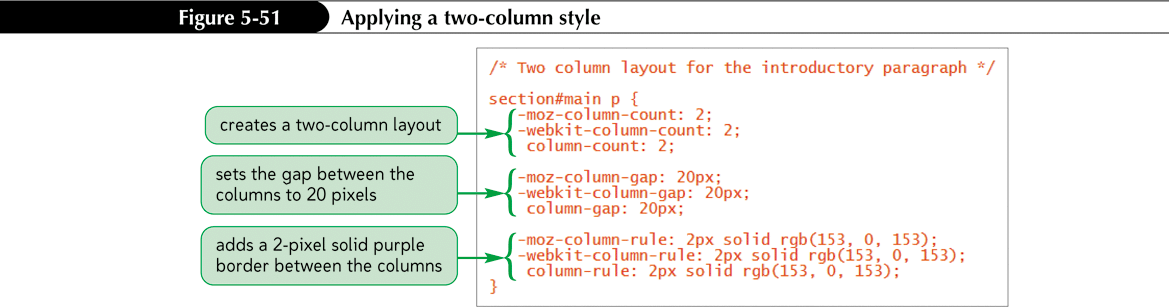 Figure 5-51 Applying a two-column style
/* Two column layout for the introductory paragraph */
section#main p {
creates a two-column layout
-moz-column-count: 2;
-webkit-column-count: 2;
column-count: 2;
sets the gap between the
columns to 20 pixels
-moz-column-gap: 20px;
-webkit-column-gap: 20px;
column-gap: 20px;
adds a 2-pixel solid purple
border between the columns
-moz-column-rule: 2px solid rgb(153, 0, 153);
-webkit-column-rule: 2px solid rgb(153, 0, 153);
column-rule: 2px solid rgb(153, 0, 153);
}